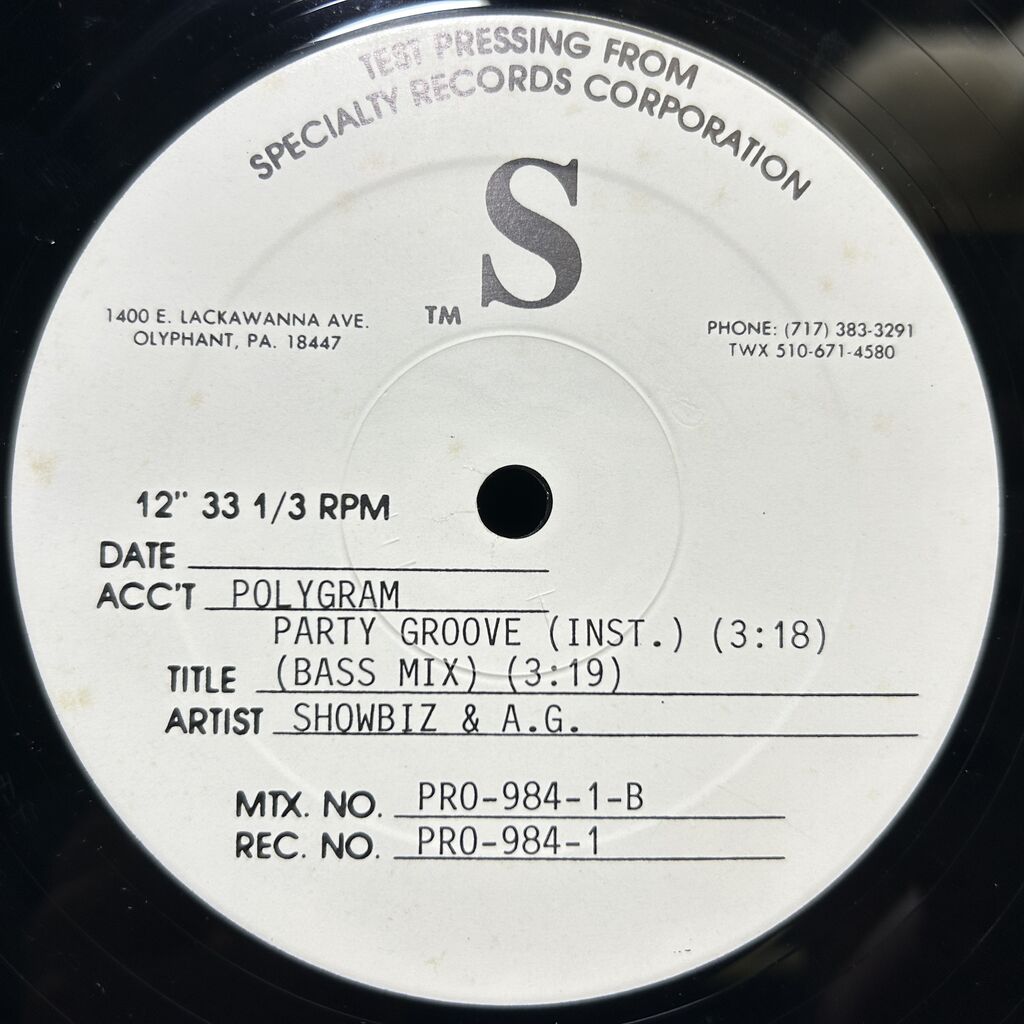 TEST PRESSING FROM
SPECIALTY RECORDS CORPORATION
S
TM
1400 E. LACKAWANNA AVE.
OLYPHANT, PA. 18447
PHONE: (717) 383-3291
TWX 510-671-4580
12" 33 1/3 RPM
DATE
ACC'T POLYGRAM
PARTY GROOVE (INST.) (3:18)
TITLE (BASS MIX) (3:19)
ARTIST SHOWBIZ & A.G.
MTX. NO. PRO-984-1-B
REC. NO. PRO-984-1